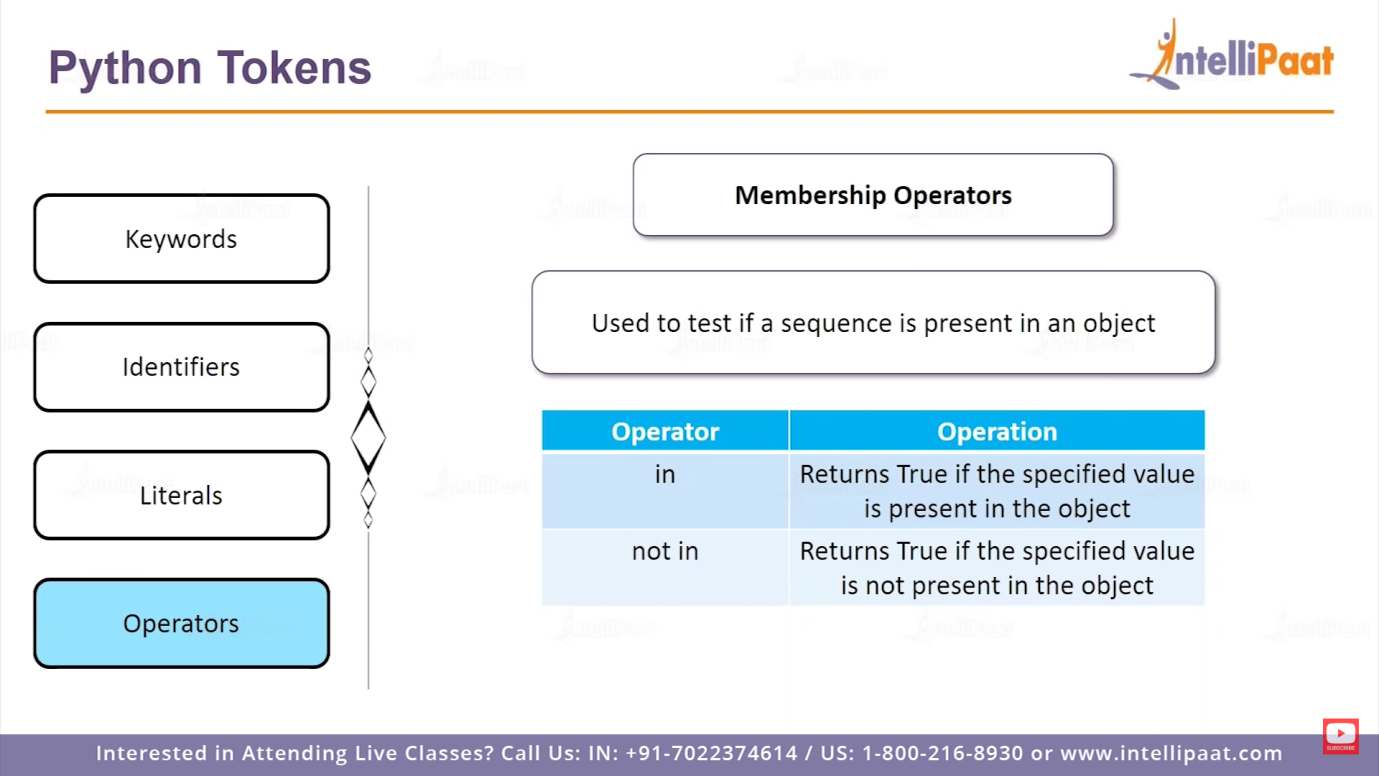 Python Tokens
IntelliPaat
Keywords
Identifiers
Literals
Operators
Membership Operators
Used to test if a sequence is present in an object
Operator Operation
in Returns True if the specified value
is present in the object
not in Returns True if the specified value
is not present in the object
SUBSCRIBE
Interested in Attending Live Classes? Call Us: IN: +91-7022374614 / US: 1-800-216-8930 or www.intellipaat.com